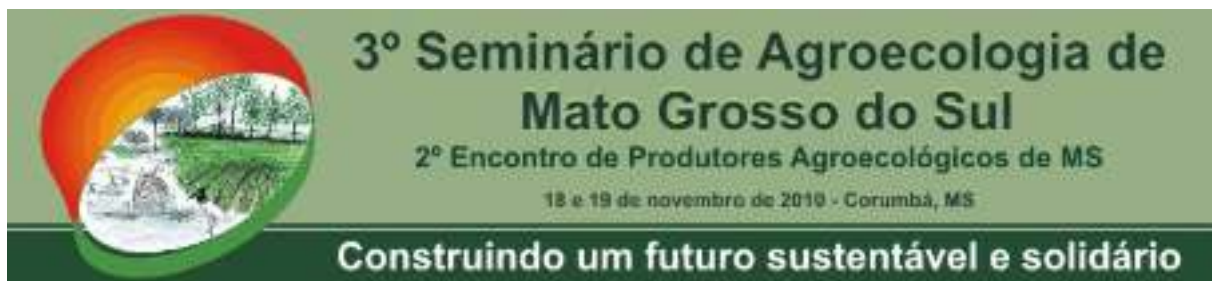 3º Seminário de Agroecologia de
Mato Grosso do Sul
2º Encontro de Produtores Agroecológicos de MS
18 e 19 de novembro de 2010 - Corumbá, MS
Construindo um futuro sustentável e solidário